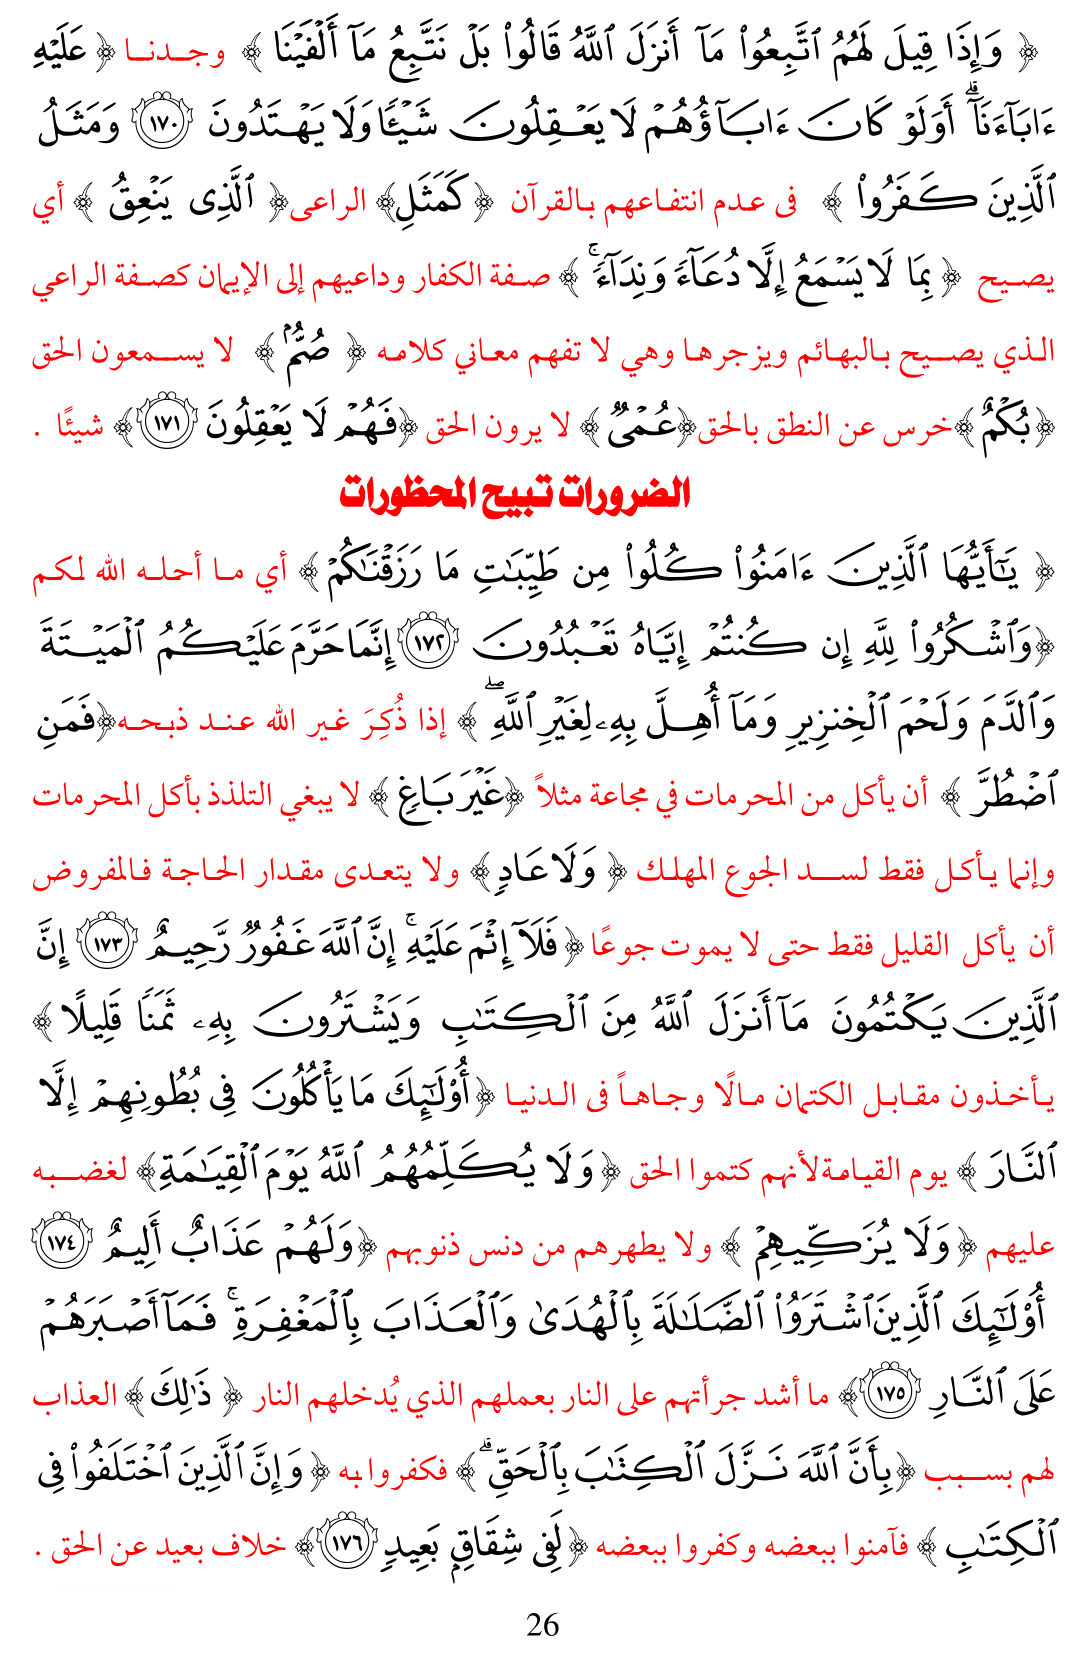 ﴿ وَإِذَا قِيلَ لَهُمُ ٱتَّبِعُوا۟ مَآ أَنزَلَ ٱللَّهُ قَالُوا۟ بَلْ نَتَّبِعُ مَآ أَلْفَيْنَا ﴾ وجدنا ﴿ عَلَيْهِ
ءَابَآءَنَآ ۗ أَوَلَوْ كَانَ ءَابَآؤُهُمْ لَا يَعْقِلُونَ شَيْـًٔا وَلَا يَهْتَدُونَ ١٧٠ وَمَثَلُ
ٱلَّذِينَ كَفَرُوا۟ ﴾ فى عدم انتفاعهم بالقرآن ﴿ كَمَثَلِ﴾ الراعى﴿ ٱلَّذِى يَنْعِقُ ﴾ أي
يصيح ﴿ بِمَا لَا يَسْمَعُ إِلَّا دُعَآءً وَنِدَآءً ۚ ﴾ صفة الكفار وداعيهم إلى الإيمان كصفة الراعي
الذي يصيح بالبهائم ويزجرها وهي لا تفهم معاني كلامه ﴿ صُمٌّۢ ﴾ لا يسمعون الحق
﴿ بُكْمٌ ﴾خرس عن النطق بالحق﴿عُمْىٌ ﴾ لا يرون الحق ﴿فَهُمْ لَا يَعْقِلُونَ ١٧١﴾ شيئًا .
الضرورات تبيح المحظورات
﴿ يَـٰٓأَيُّهَا ٱلَّذِينَ ءَامَنُوا۟ كُلُوا۟ مِن طَيِّبَـٰتِ مَا رَزَقْنَـٰكُمْ ﴾ أي ما أحله الله لمكم
﴿وَٱشْكُرُوا۟ لِلَّهِ إِن كُنتُمْ إِيَّاهُ تَعْبُدُونَ ١٧٢ إِنَّمَا حَرَّمَ عَلَيْكُمُ ٱلْمَيْتَةَ
وَٱلدَّمَ وَلَحْمَ ٱلْخِنزِيرِ وَمَآ أُهِلَّ بِهِۦ لِغَيْرِ ٱللَّهِ ۖ ﴾ إذا ذُكِرَ غير الله عند ذبحه﴿فَمَنِ
ٱضْطُرَّ ﴾ أن يأكل من المحرمات في مجاعة مثلاً ﴿غَيْرَ بَاغٍ ﴾ لا يبغي التلذذ بأكل المحرمات
وإنما يأكل فقط لسد الجوع المهلك ﴿ وَلَا عَادٍ ﴾ ولا يتعدى مقدار الحاجة فالمفروض
أن يأكل القليل فقط حتى لا يموت جوعًا﴿ فَلَآ إِثْمَ عَلَيْهِ ۚ إِنَّ ٱللَّهَ غَفُورٌ رَّحِيمٌ ١٧٣ إِنَّ
ٱلَّذِينَ يَكْتُمُونَ مَآ أَنزَلَ ٱللَّهُ مِنَ ٱلْكِتَـٰبِ وَيَشْتَرُونَ بِهِۦ ثَمَنًا قَلِيلًا ﴾
يأخذون مقابل الكتمان مالًا وجاهاً فى الدنيا ﴿أُو۟لَـٰٓئِكَ مَا يَأْكُلُونَ فِى بُطُونِهِمْ إِلَّا
ٱلنَّارَ ﴾ يوم القيامة لأنهم كتموا الحق ﴿ وَلَا يُكَلِّمُهُمُ ٱللَّهُ يَوْمَ ٱلْقِيَـٰمَةِ﴾ لغضبه
عليهم ﴿ وَلَا يُزَكِّيهِمْ ﴾ ولا يطهرهم من دنس ذنوبهم ﴿وَلَهُمْ عَذَابٌ أَلِيمٌ ١٧٤
أُو۟لَـٰٓئِكَ ٱلَّذِينَ ٱشْتَرَوُا۟ ٱلضَّلَـٰلَةَ بِٱلْهُدَىٰ وَٱلْعَذَابَ بِٱلْمَغْفِرَةِ ۚ فَمَآ أَصْبَرَهُمْ
عَلَى ٱلنَّارِ ١٧٥﴾ ما أشد جرأتهم على النار بعملهم الذي يُدخلهم النار ﴿ ذَٰلِكَ ﴾ العذاب
لهم بسبب ﴿بِأَنَّ ٱللَّهَ نَزَّلَ ٱلْكِتَـٰبَ بِٱلْحَقِّ ۗ ﴾ فكفروا به ﴿ وَإِنَّ ٱلَّذِينَ ٱخْتَلَفُوا۟ فِى
ٱلْكِتَـٰبِ ﴾ فآمنوا ببعضه وكفروا ببعضه ﴿لَفِى شِقَاقٍۭ بَعِيدٍ ١٧٦﴾ خلاف بعيد عن الحق .
26